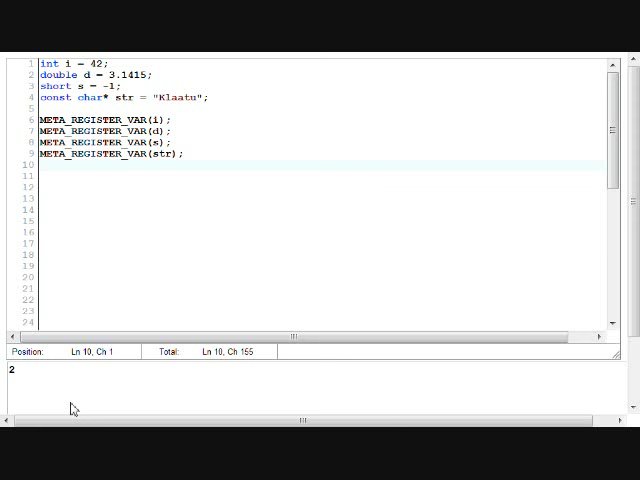 1 int i = 42;
2 double d = 3.1415;
3 short s = -1;
4 const char* str = "Klaatu";
5
6 META_REGISTER_VAR(i);
7 META_REGISTER_VAR(d);
8 META_REGISTER_VAR(s);
9 META_REGISTER_VAR(str);
10
11
12
13
14
15
16
17
18
19
20
21
22
23
24
Position: Ln 10, Ch 1 Total: Ln 10, Ch 155
2